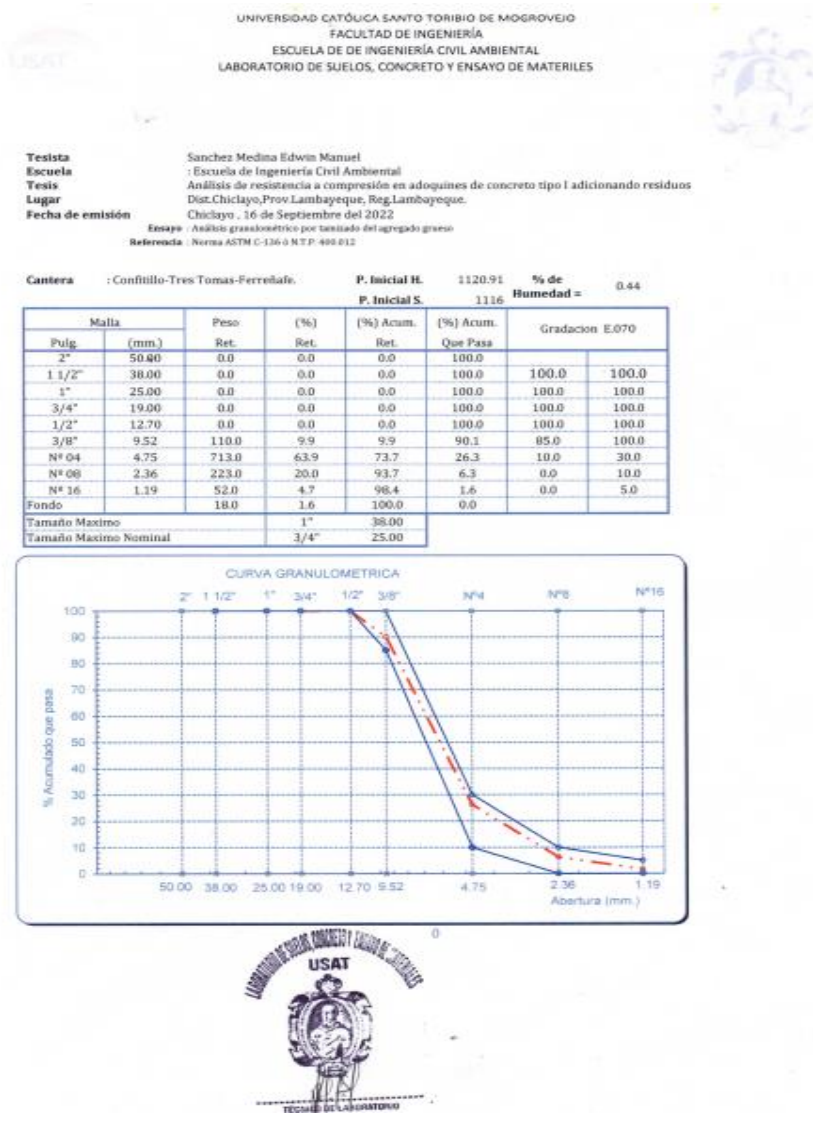 UNIVERSIDAD CATÓLICA SANTO TORIBIO DE MOGROVEJO
FACULTAD DE INGENIERÍA
ESCUELA DE DE INGENIERÍA CIVIL AMBIENTAL
LABORATORIO DE SUELOS, CONCRETO Y ENSAYO DE MATERILES
USAT
Tesista Sanchez Medina Edwin Manuel
Escuela : Escuela de Ingeniería Civil Ambiental
Tesis Análisis de resistencia a compresión en adoquines de concreto tipo I adicionando residuos
Lugar Dist.Chiclayo,Prov.Lambayeque, Reg.Lambayeque.
Fecha de emisión Chiclayo , 16 de Septiembre del 2022
Ensayo : Análisis granulométrico por tamizado del agregado grueso
Referencia : Norma ASTM C-136 ó N.T.P. 400.012
Cantera : Confitillo-Tres Tomas-Ferreñafe. P. Inicial H. 1120.91 % de Humedad = 0.44
P. Inicial S. 1116
Malla Peso (%) (%) Acum. (%) Acum. Gradacion E.070
Pulg. (mm.) Ret. Ret. Ret. Que Pasa
2" 50.00 0.0 0.0 0.0 100.0
1 1/2" 38.00 0.0 0.0 0.0 100.0 100.0 100.0
1" 25.00 0.0 0.0 0.0 100.0 100.0 100.0
3/4" 19.00 0.0 0.0 0.0 100.0 100.0 100.0
1/2" 12.70 0.0 0.0 0.0 100.0 100.0 100.0
3/8" 9.52 110.0 9.9 9.9 90.1 85.0 100.0
Nº 04 4.75 713.0 63.9 73.7 26.3 10.0 30.0
Nº 08 2.36 223.0 20.0 93.7 6.3 0.0 10.0
Nº 16 1.19 52.0 4.7 98.4 1.6 0.0 5.0
Fondo 18.0 1.6 100.0 0.0
Tamaño Maximo 1" 38.00
Tamaño Maximo Nominal 3/4" 25.00
CURVA GRANULOMETRICA
2" 1 1/2" 1" 3/4" 1/2" 3/8" Nº4 Nº8 Nº16
100
90
80
70
60
50
40
30
20
10
0
% Acumulado que pasa
50.00 38.00 25.00 19.00 12.70 9.52 4.75 2.36 1.19
Abertura (mm.)
0
LABORATORIO DE SUELOS, CONCRETO Y ENSAYO DE MATERIALES
USAT
TECNICO DE LABORATORIO